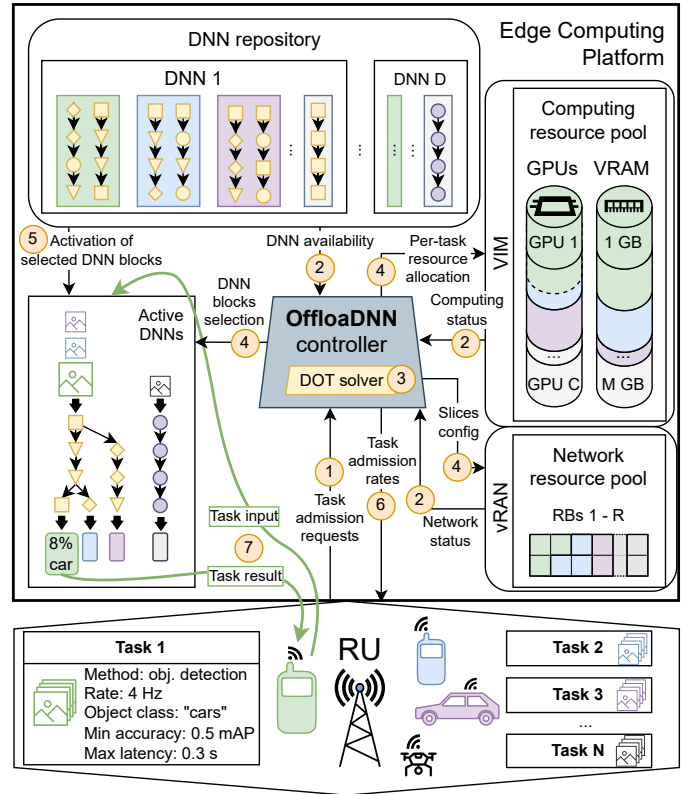 DNN repository
Edge Computing
Platform
DNN 1
DNN D
...
...
Computing
resource pool
GPUs
VRAM
GPU 1
1 GB
...
...
GPU C
M GB
VIM
5
Activation of
selected DNN blocks
DNN availability
2
Per-task
resource
allocation
4
DNN
blocks
selection
4
Computing
status
2
Active
DNNs
OffloaDNN
controller
DOT solver
3
Slices
config
4
1
Task
admission
requests
Task
admission
rates
6
2
Network
status
vRAN
Network
resource pool
RBs 1 - R
8%
car
Task input
7
Task result
Task 1
Method: obj. detection
Rate: 4 Hz
Object class: "cars"
Min accuracy: 0.5 mAP
Max latency: 0.3 s
RU
Task 2
Task 3
...
Task N